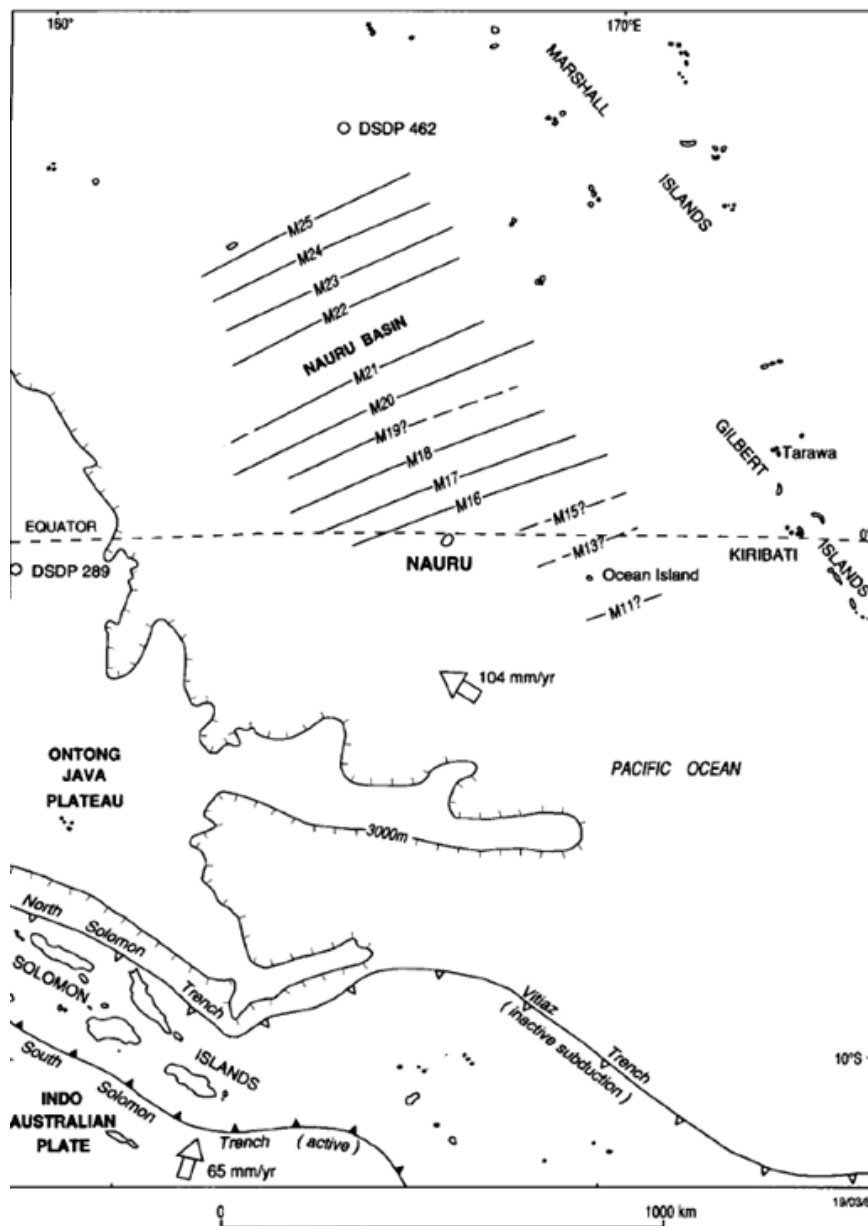 160°
170°E
MARSHALL
ISLANDS
DSDP 462
M25
M24
M23
M22
NAURU BASIN
M21
M20
M19?
M18
M17
M16
M15?
M13?
M11?
GILBERT
ISLANDS
Tarawa
EQUATOR
0°
NAURU
KIRIBATI
DSDP 289
Ocean Island
104 mm/yr
ONTONG
JAVA
PLATEAU
PACIFIC OCEAN
3000m
North Solomon Trench
SOLOMON
ISLANDS
Vitiaz Trench
(inactive subduction)
10°S
South Solomon Trench (active)
INDO
AUSTRALIAN
PLATE
65 mm/yr
19/03/
0
1000 km